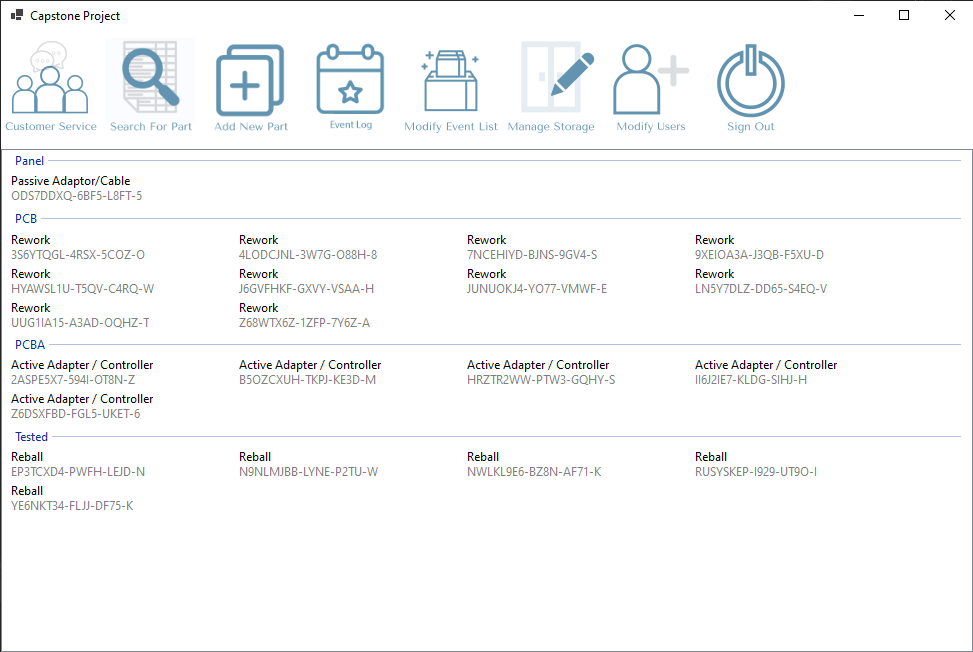 Capstone Project
Customer Service Search For Part Add New Part Event Log Modify Event List Manage Storage Modify Users Sign Out
Panel
Passive Adaptor/Cable
ODS7DDXQ-6BF5-L8FT-5
PCB
Rework Rework Rework Rework
3S6YTQGL-4RSX-5COZ-O 4LODCJNL-3W7G-O88H-8 7NCEHIYD-BJNS-9GV4-S 9XEIOA3A-J3QB-F5XU-D
Rework Rework Rework Rework
HYAWSL1U-T5QV-C4RQ-W J6GVFHKF-GXVY-VSAA-H JUNUOKJ4-YO77-VMWF-E LN5Y7DLZ-DD65-S4EQ-V
Rework Rework
UUG1IA15-A3AD-OQHZ-T Z68WTX6Z-1ZFP-7Y6Z-A
PCBA
Active Adapter / Controller Active Adapter / Controller Active Adapter / Controller Active Adapter / Controller
2ASPE5X7-594I-OT8N-Z B5OZCXUH-TKPJ-KE3D-M HRZTR2WW-PTW3-GQHY-S II6J2IE7-KLDG-SIHJ-H
Active Adapter / Controller
Z6DSXFBD-FGL5-UKET-6
Tested
Reball Reball Reball Reball
EP3TCXD4-PWFH-LEJD-N N9NLMJBB-LYNE-P2TU-W NWLKL9E6-BZ8N-AF71-K RUSYSKEP-I929-UT9O-I
Reball
YE6NKT34-FLJJ-DF75-K